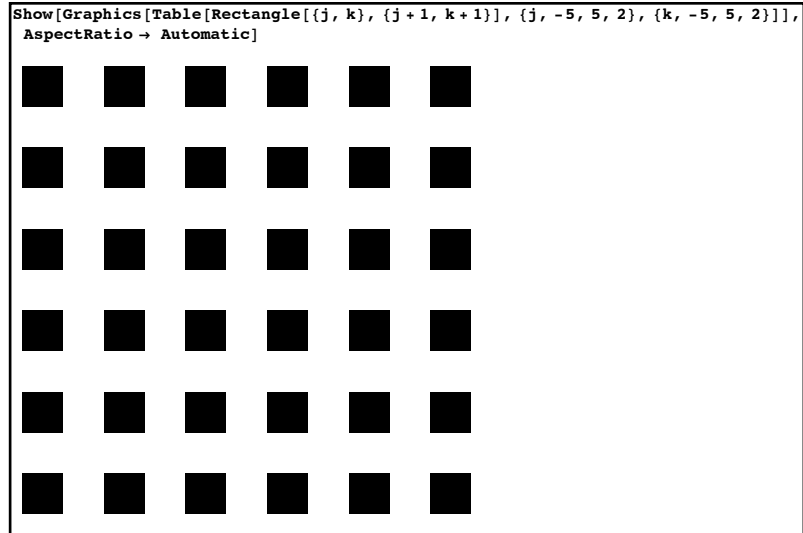 Show[Graphics[Table[Rectangle[{j, k}, {j + 1, k + 1}], {j, -5, 5, 2}, {k, -5, 5, 2}]],
AspectRatio → Automatic]